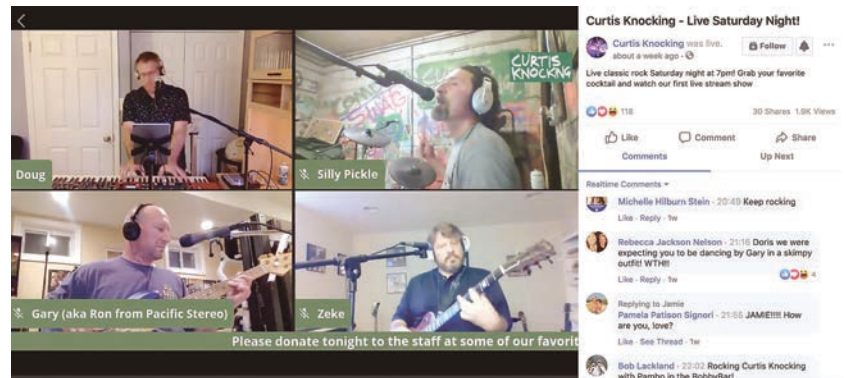 CURTIS
KNOCKING
SWAG
Doug
Silly Pickle
Gary (aka Ron from Pacific Stereo)
Zeke
Please donate tonight to the staff at some of our favorit
Curtis Knocking - Live Saturday Night!
Curtis Knocking was live.
Follow
about a week ago
Live classic rock Saturday night at 7pm! Grab your favorite
cocktail and watch our first live stream show
118
30 Shares 1.9K Views
Like Comment Share
Comments Up Next
Realtime Comments
Michelle Hilburn Stein · 20:49 Keep rocking
Like · Reply · 1w
Rebecca Jackson Nelson · 21:16 Doris we were
expecting you to be dancing by Gary in a skimpy
outfit! WTH!!
4
Like · Reply · 1w
Replying to Jamie
Pamela Patison Signori · 21:55 JAMIE!!!! How
are you, love?
Like · See Thread · 1w
Bob Lackland · 22:02 Rocking Curtis Knocking
with Pambo in the BobbyBar!